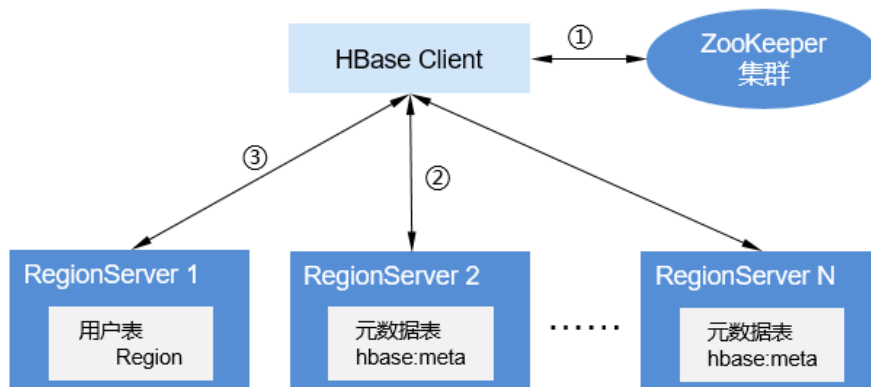 HBase Client
①
ZooKeeper
集群
③
②
RegionServer 1
用户表
Region
RegionServer 2
元数据表
hbase:meta
......
RegionServer N
元数据表
hbase:meta